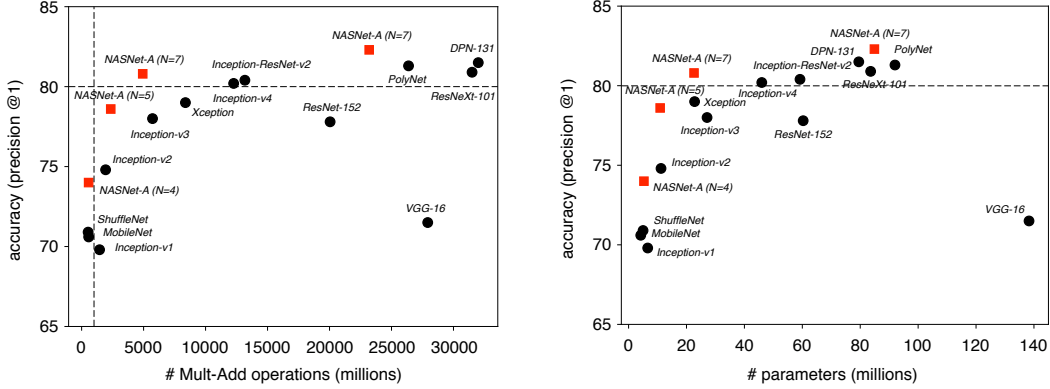 85
NASNet-A (N=7)
DPN-131
NASNet-A (N=7)
Inception-ResNet-v2
PolyNet
80
NASNet-A (N=5)
Inception-v4
ResNeXt-101
Xception
ResNet-152
Inception-v3
75
Inception-v2
NASNet-A (N=4)
VGG-16
ShuffleNet
MobileNet
70
Inception-v1
65
0
5000
10000
15000
20000
25000
30000
accuracy (precision @1)
# Mult-Add operations (millions)
85
NASNet-A (N=7)
DPN-131
PolyNet
NASNet-A (N=7)
Inception-ResNet-v2
80
NASNet-A (N=5)
Inception-v4
ResNeXt-101
Xception
ResNet-152
Inception-v3
75
Inception-v2
NASNet-A (N=4)
VGG-16
ShuffleNet
MobileNet
70
Inception-v1
65
0
20
40
60
80
100
120
140
accuracy (precision @1)
# parameters (millions)